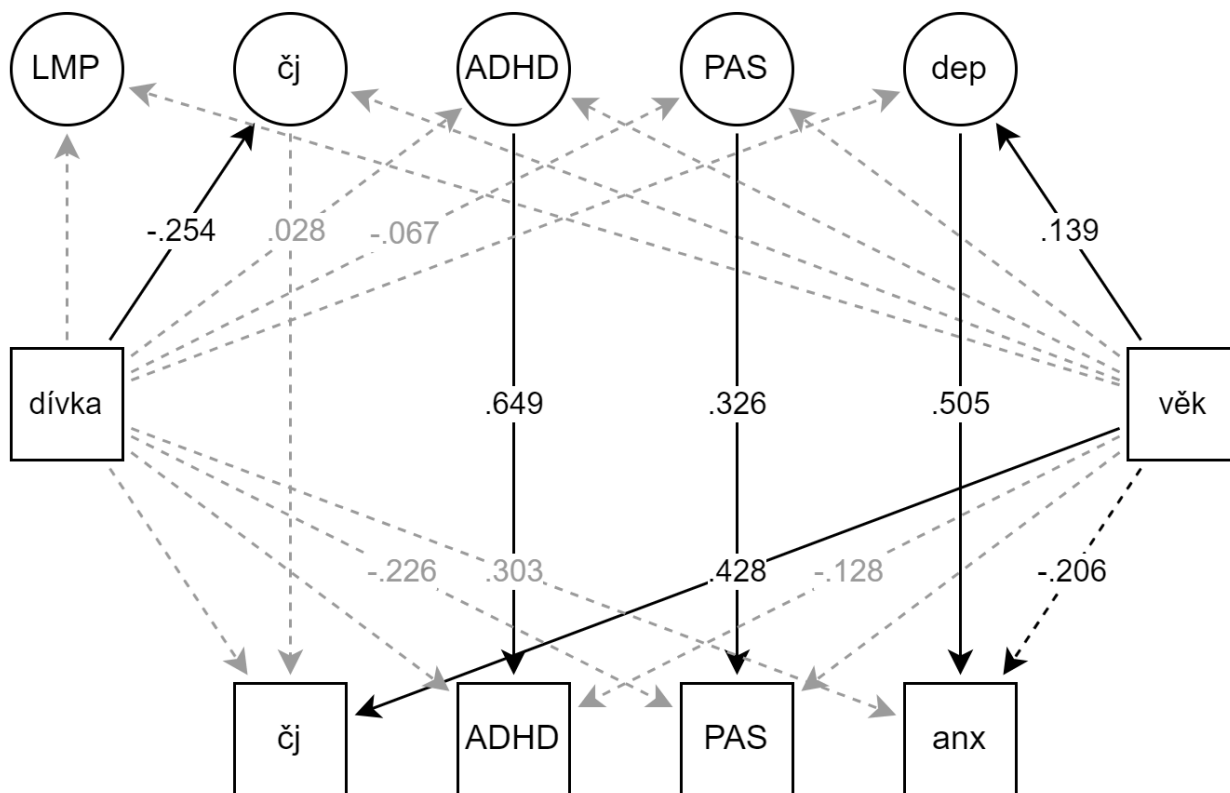 LMP čj ADHD PAS dep
-.254 .028 -.067 .139
dívka .649 .326 .505 věk
-.226 .303 .428 -.128 -.206
čj ADHD PAS anx